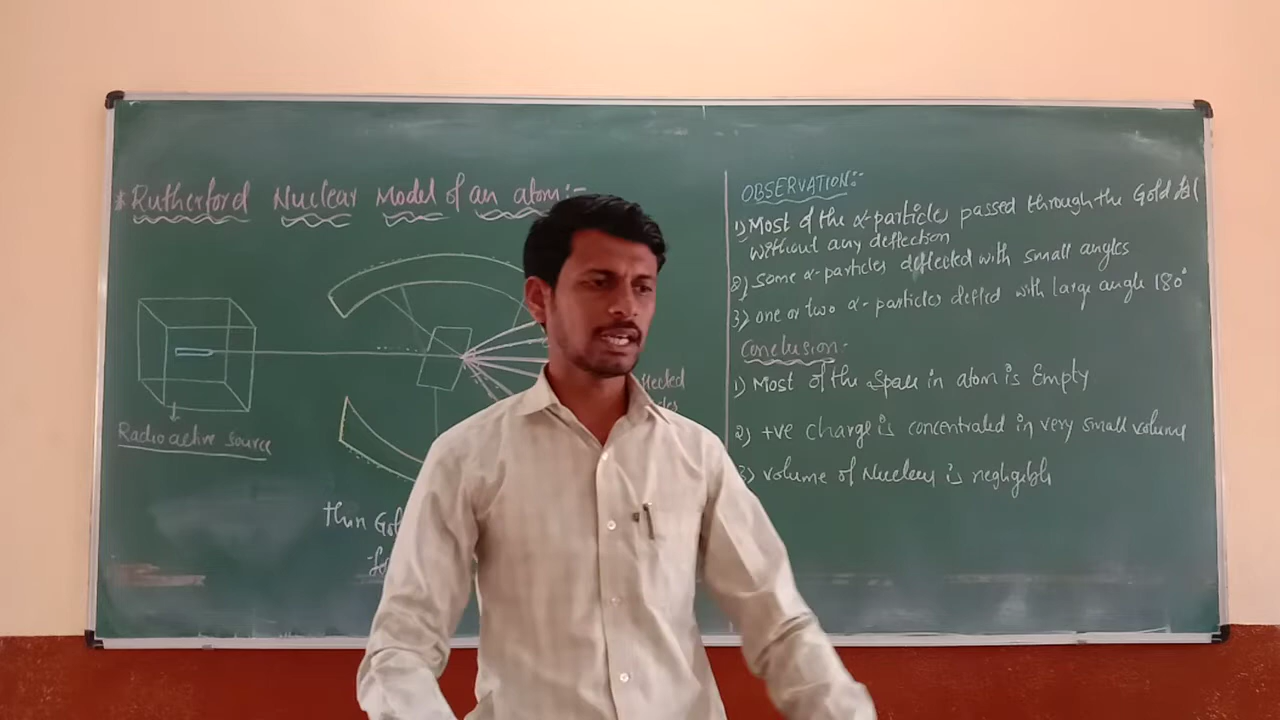 * Rutherford Nuclear Model of an atom:-
Radioactive source
thin Gol
OBSERVATION:-
1) Most of the α-particles passed through the Gold
without any deflection
2) some α-particles deflected with small angles
3) one or two α-particles defled with large angle 180°
Conclusion:-
1) Most of the Space in atom is Empty
2) +ve charge is concentrated in very small volume
3) volume of Nucleus is negligible